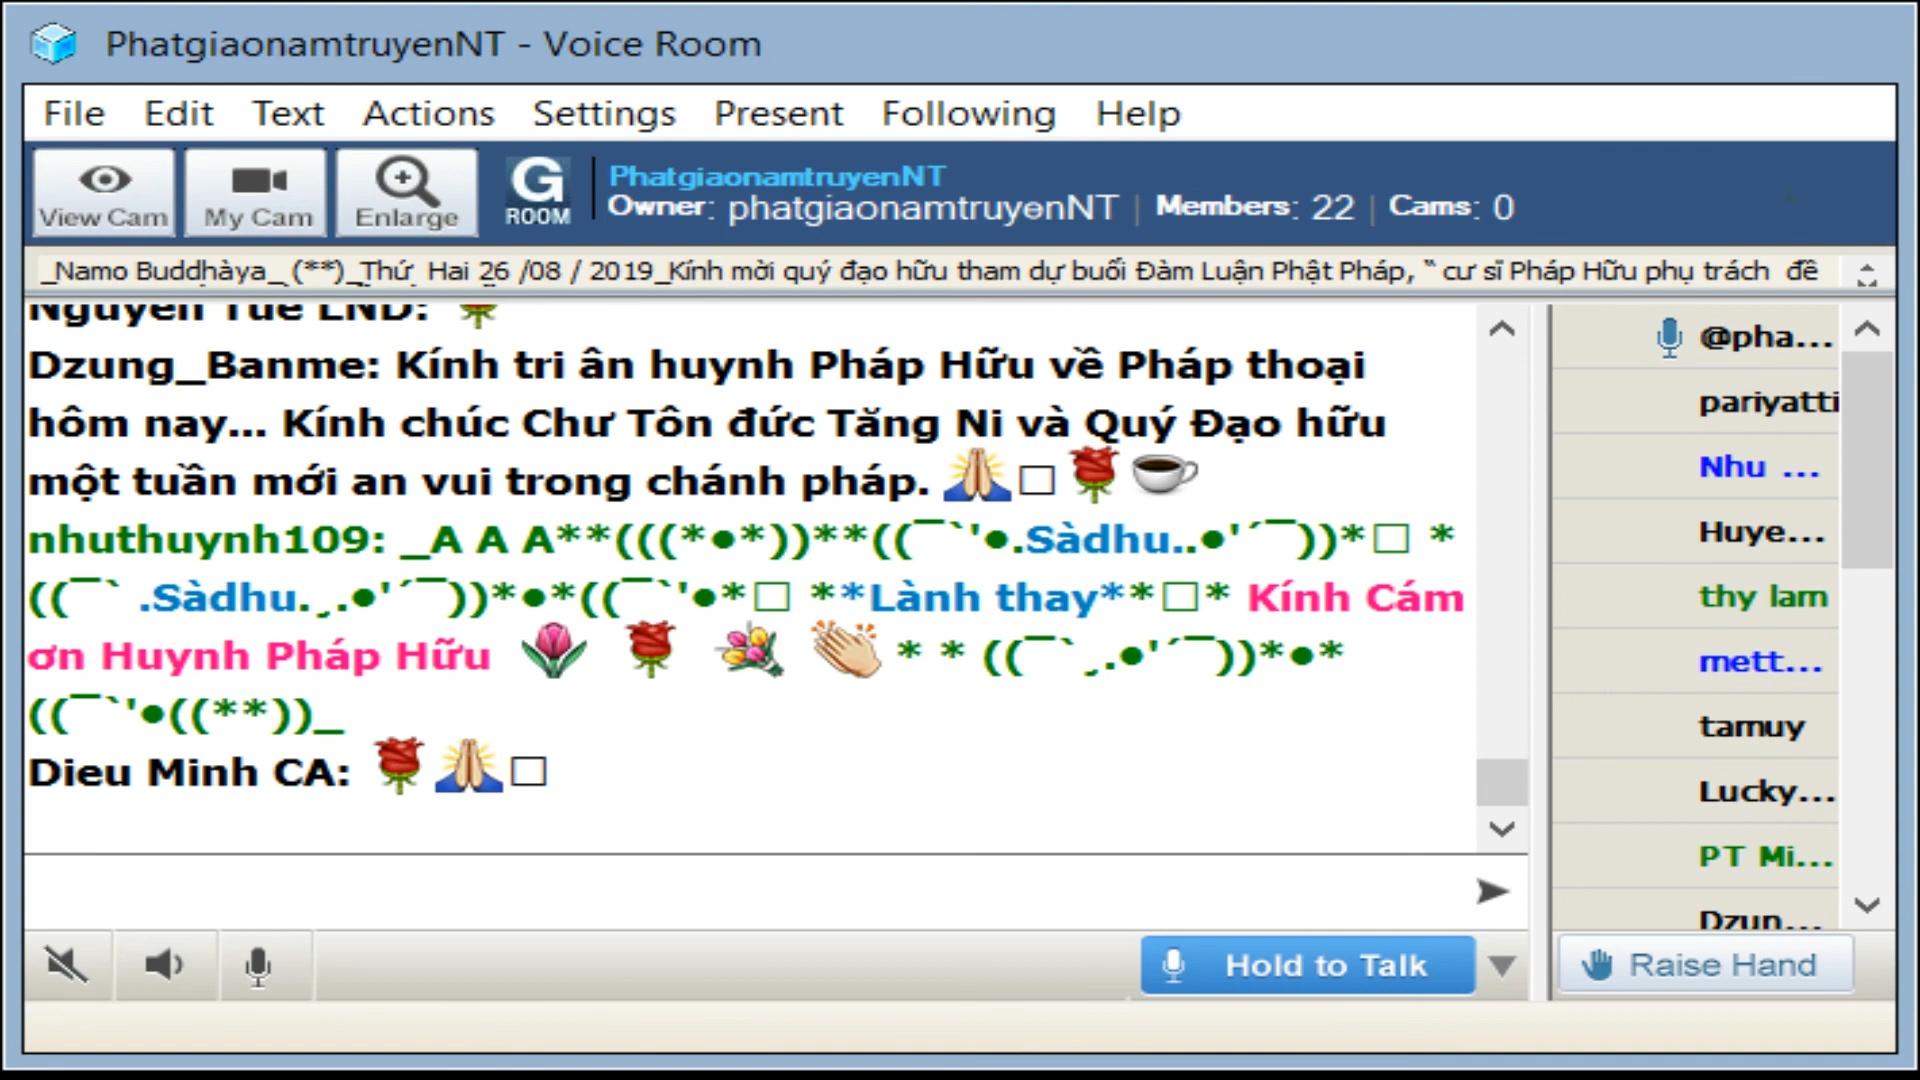 PhatgiaonamtruyenNT - Voice Room
File Edit Text Actions Settings Present Following Help
View Cam My Cam Enlarge G ROOM
PhatgiaonamtruyenNT
Owner: phatgiaonamtruyenNT | Members: 22 | Cams: 0
_Namo Buddhàya_ (**)_Thứ Hai 26 /08 / 2019_Kính mời quý đạo hữu tham dự buổi Đàm Luận Phật Pháp, “ cư sĩ Pháp Hữu phụ trách đề
Nguyen Tue LND:
Dzung_Banme: Kính tri ân huynh Pháp Hữu về Pháp thoại
hôm nay... Kính chúc Chư Tôn đức Tăng Ni và Quý Đạo hữu
một tuần mới an vui trong chánh pháp. 🙏□🌹☕
nhuthuynh109: _A A A**(((*●*))**((¯`'●.Sàdhu..●'´¯))*□ *
((¯` .Sàdhu.¸.●'´¯))*●*((¯`'●*□ **Lành thay**□* Kính Cám
ơn Huynh Pháp Hữu 🌷 🌹 💐 👏 * * ((¯`¸.●'´¯))*●*
((¯`'●((**))_
Dieu Minh CA: 🌹🙏□
@pha...
pariyatti
Nhu ...
Huye...
thy lam
mett...
tamuy
Lucky...
PT Mi...
Dzun...
Hold to Talk
Raise Hand